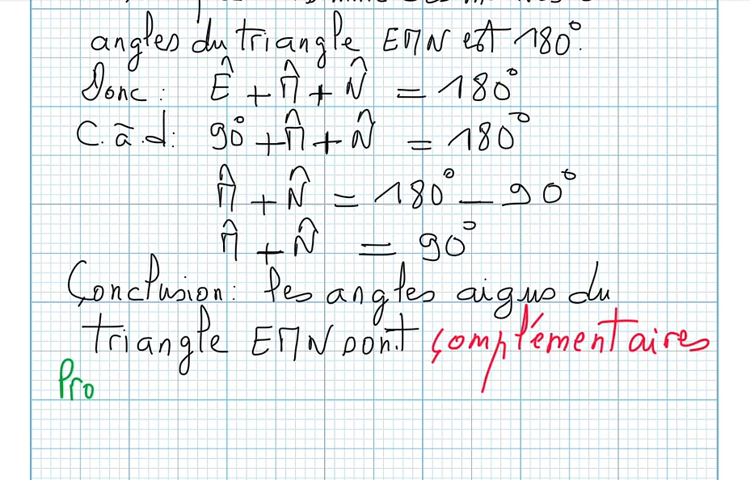 angles du triangle EMN est 180°.
Donc: Ê + M̂ + N̂ = 180°
C.à.d: 90° + M̂ + N̂ = 180°
M̂ + N̂ = 180° - 90°
M̂ + N̂ = 90°
Conclusion: les angles aigus du
triangle EMN sont complémentaires
Pro